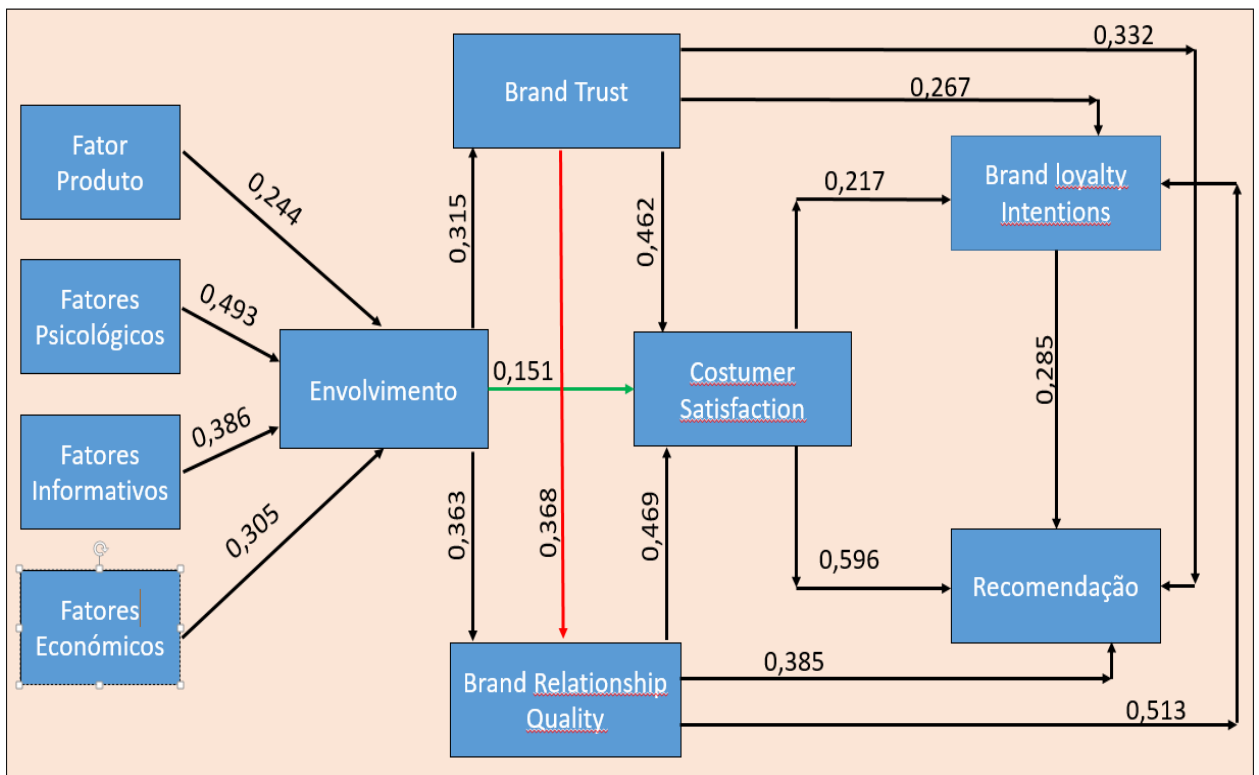 0,332
Brand Trust
0,267
Fator
Produto
0,244
Brand loyalty
Intentions
0,217
0,315
0,462
Fatores
Psicológicos
0,493
Envolvimento
0,151
Costumer
Satisfaction
0,285
0,386
Fatores
Informativos
0,305
0,363
0,368
0,469
0,596
Recomendação
Fatores
Económicos
Brand Relationship
Quality
0,385
0,513